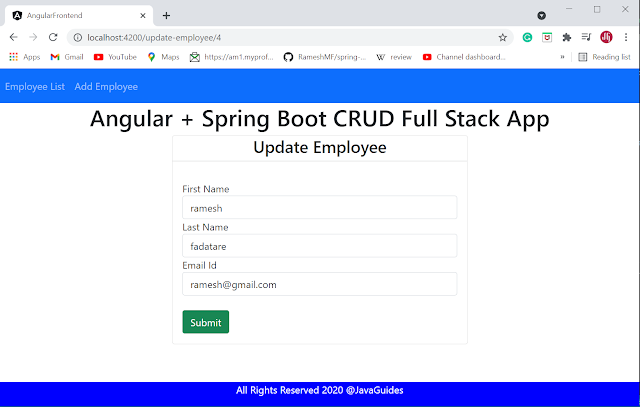 AngularFrontend
localhost:4200/update-employee/4
Apps Gmail YouTube Maps https://am1.myprof... RameshMF/spring-... review Channel dashboard... » Reading list
Employee List Add Employee
Angular + Spring Boot CRUD Full Stack App
Update Employee
First Name
ramesh
Last Name
fadatare
Email Id
ramesh@gmail.com
Submit
All Rights Reserved 2020 @JavaGuides